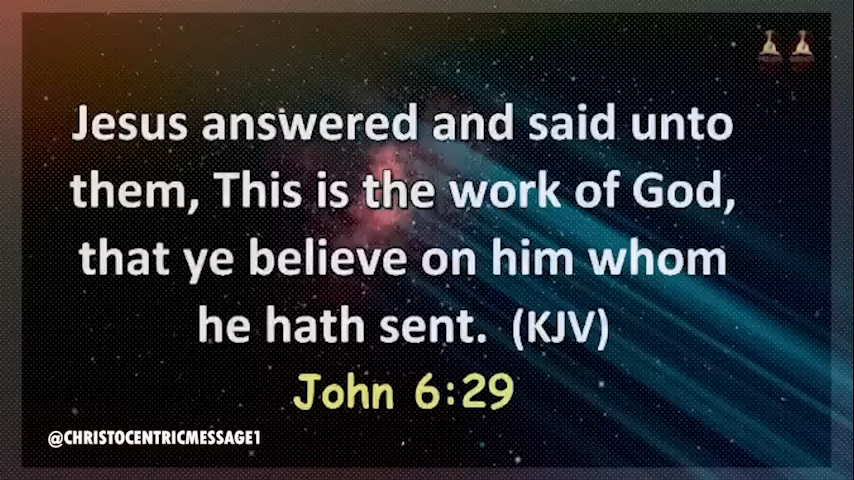 Jesus answered and said unto
them, This is the work of God,
that ye believe on him whom
he hath sent. (KJV)
John 6:29
@CHRISTOCENTRICMESSAGE1